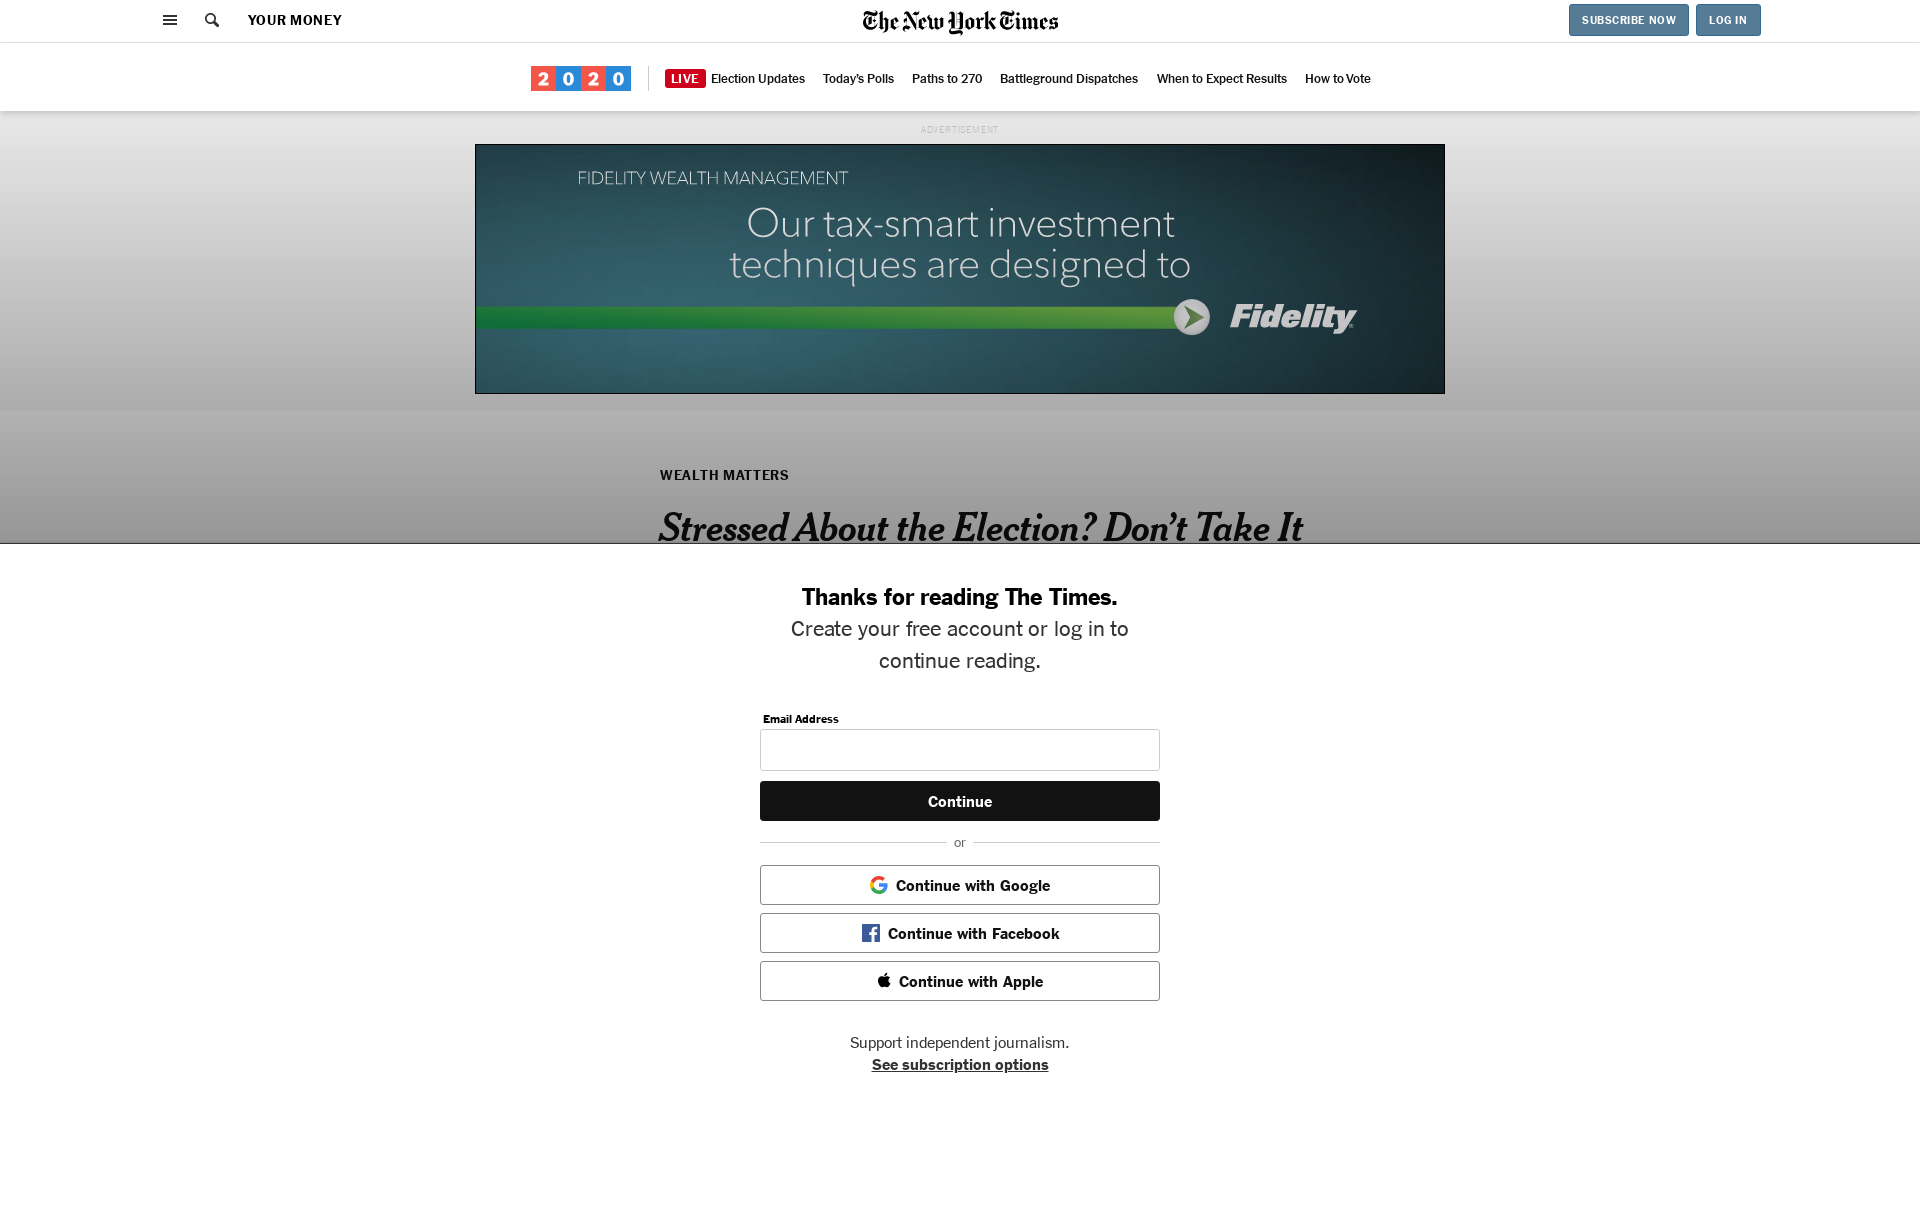 YOUR MONEY
The New York Times
SUBSCRIBE NOW
LOG IN
2020
LIVE Election Updates
Today's Polls
Paths to 270
Battleground Dispatches
When to Expect Results
How to Vote
ADVERTISEMENT
FIDELITY WEALTH MANAGEMENT
Our tax-smart investment
techniques are designed to
Fidelity
WEALTH MATTERS
Stressed About the Election? Don't Take It
Thanks for reading The Times.
Create your free account or log in to
continue reading.
Email Address
Continue
or
Continue with Google
Continue with Facebook
Continue with Apple
Support independent journalism.
See subscription options